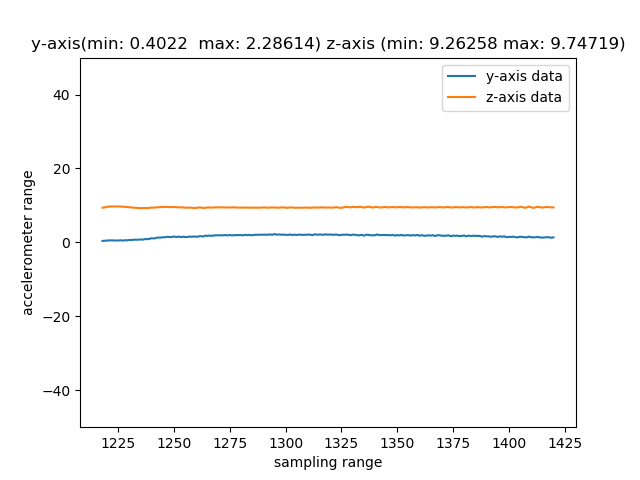 y-axis(min: 0.4022  max: 2.28614) z-axis (min: 9.26258 max: 9.74719)
y-axis data
z-axis data
accelerometer range
40
20
0
−20
−40
1225 1250 1275 1300 1325 1350 1375 1400 1425
sampling range